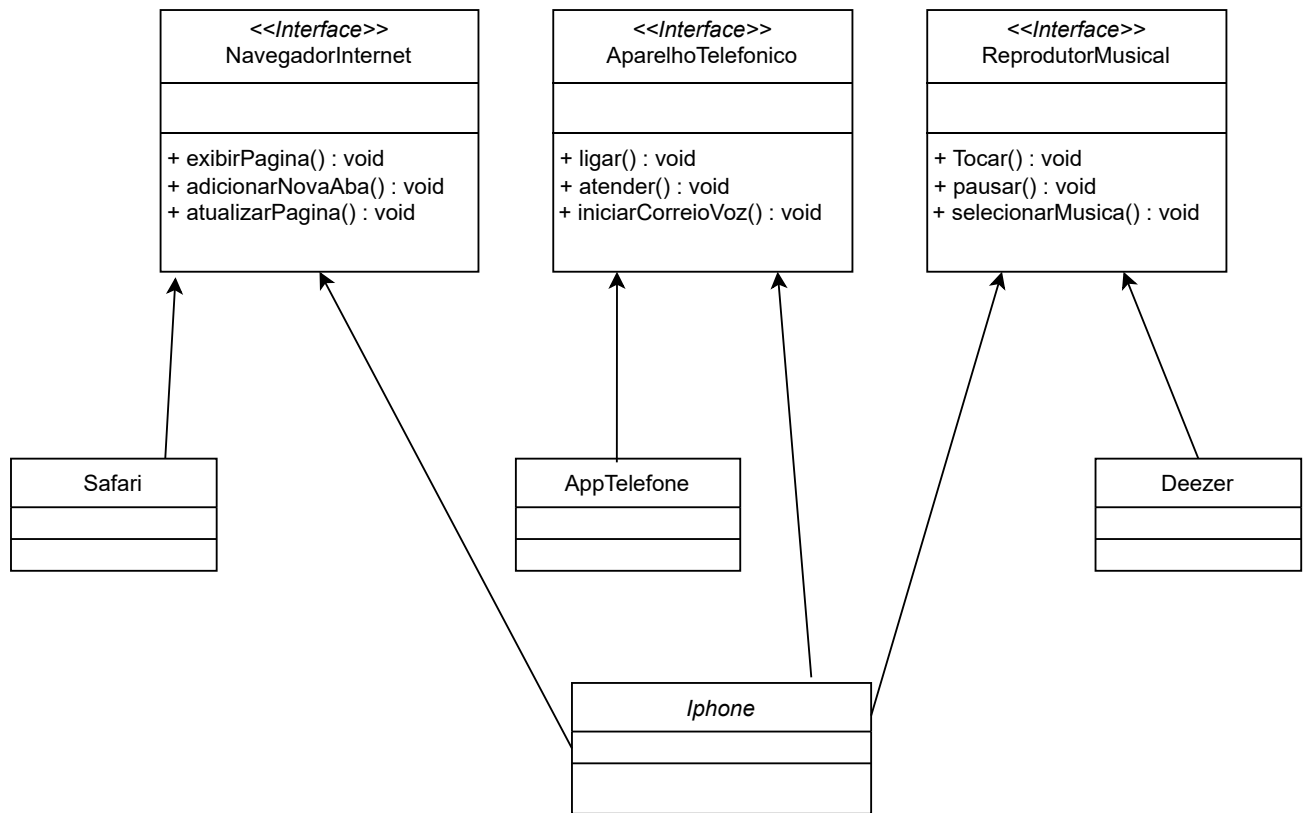 <<Interface>>
NavegadorInternet
+ exibirPagina() : void
+ adicionarNovaAba() : void
+ atualizarPagina() : void
<<Interface>>
AparelhoTelefonico
+ ligar() : void
+ atender() : void
+ iniciarCorreioVoz() : void
<<Interface>>
ReprodutorMusical
+ Tocar() : void
+ pausar() : void
+ selecionarMusica() : void
Safari
AppTelefone
Deezer
Iphone